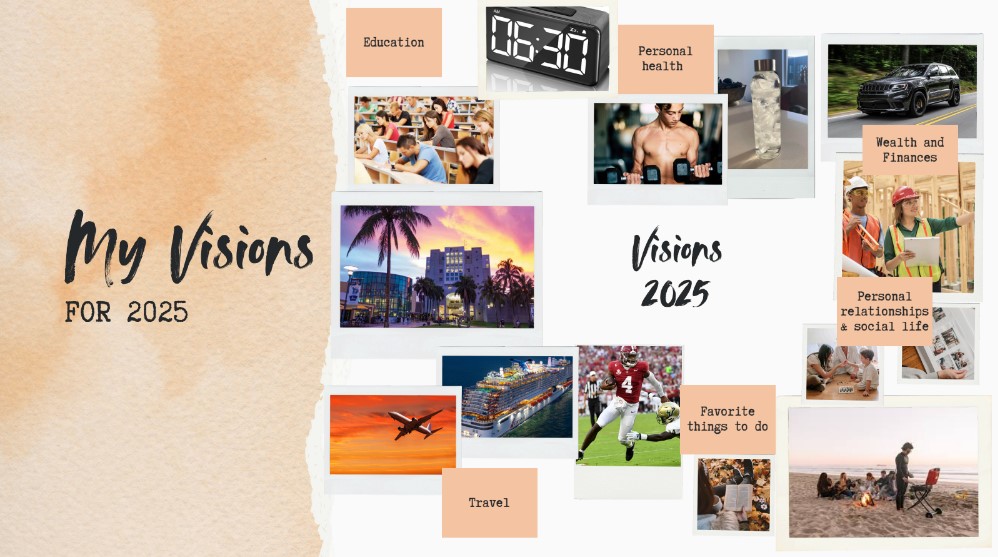 My Visions
FOR 2025
Education
06:30
Personal
health
Wealth and
Finances
Visions
2025
Personal
relationships
& social life
4
Favorite
things to do
Travel